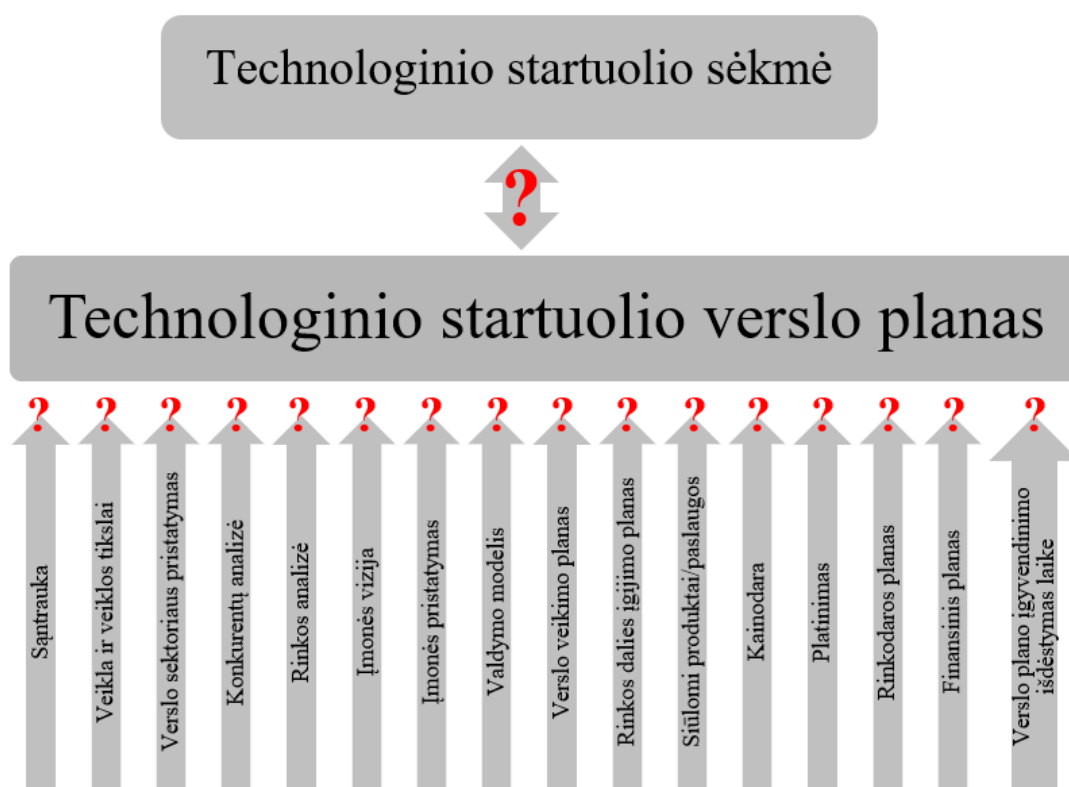 Technologinio startuolio sėkmė
?
Technologinio startuolio verslo planas
? ? ? ? ? ? ? ? ? ? ? ? ? ? ? ?
Sąntrauka
Veikla ir veiklos tikslai
Verslo sektoriaus pristatymas
Konkurentų analizė
Rinkos analizė
Įmonės vizija
Įmonės pristatymas
Valdymo modelis
Verslo veikimo planas
Rinkos dalies įgijimo planas
Siūlomi produktai/paslaugos
Kainodara
Platinimas
Rinkodaros planas
Finansinis planas
Verslo plano įgyvendinimo
išdėstymas laike